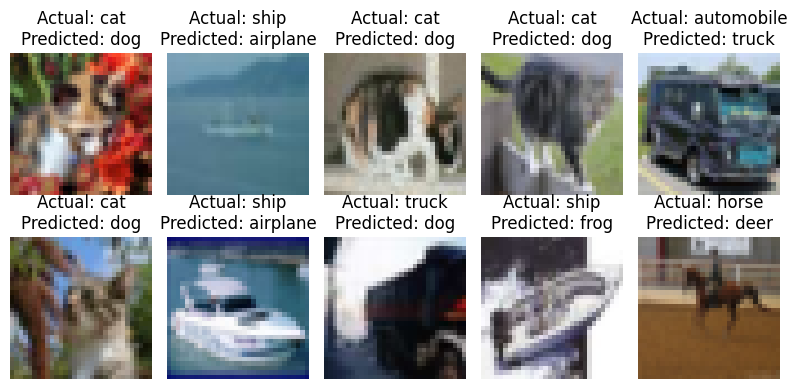 Actual: cat
Predicted: dog
Actual: ship
Predicted: airplane
Actual: cat
Predicted: dog
Actual: cat
Predicted: dog
Actual: automobile
Predicted: truck
Actual: cat
Predicted: dog
Actual: ship
Predicted: airplane
Actual: truck
Predicted: dog
Actual: ship
Predicted: frog
Actual: horse
Predicted: deer